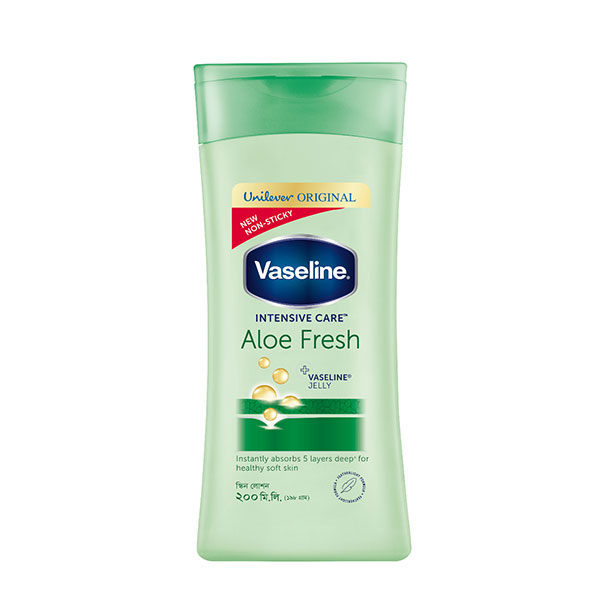 Unilever ORIGINAL
NEW
NON-STICKY
Vaseline®
INTENSIVE CARE™
Aloe Fresh
+ VASELINE®
JELLY
Instantly absorbs 5 layers deep^ for
healthy soft skin
স্কিন লোশন
২০০ মি.লি. (১৯৮ গ্রাম)